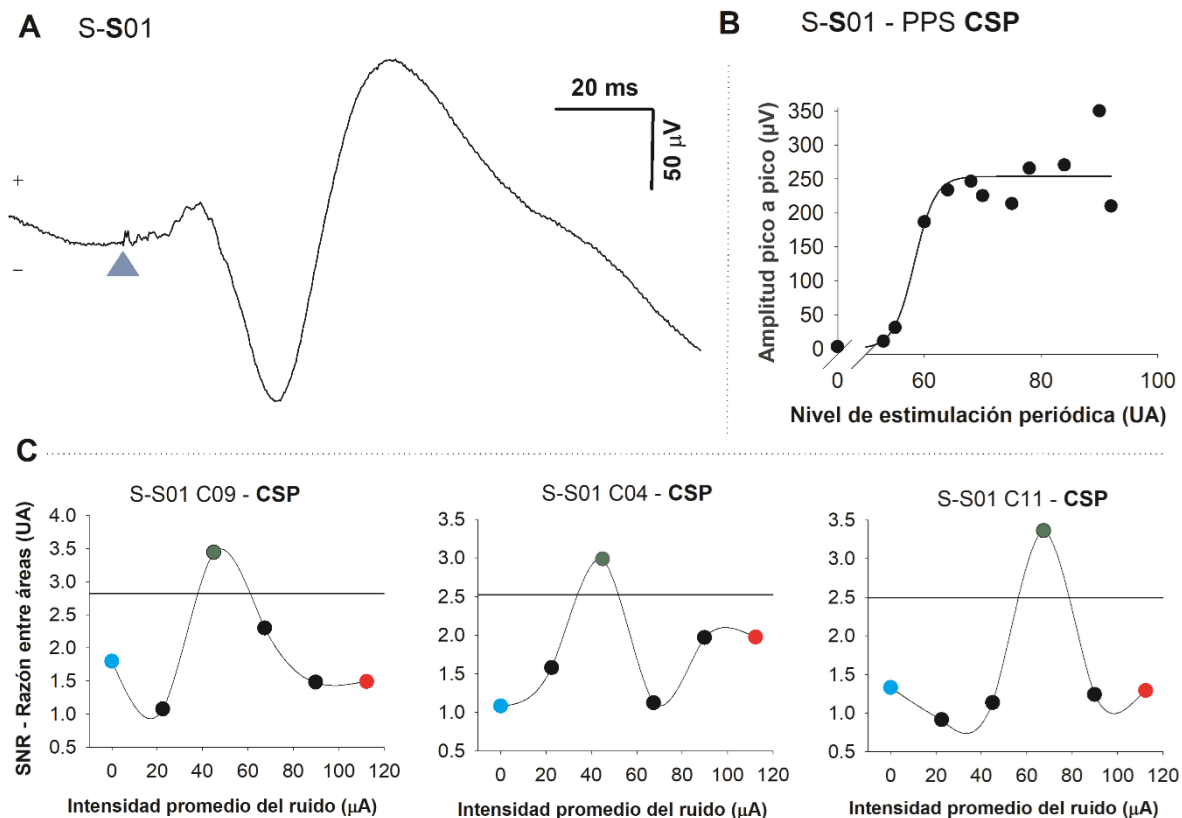 A
S-S01
20 ms
50 µV
+
−
B
S-S01 - PPS CSP
Amplitud pico a pico (µV)
350
300
250
200
150
100
50
0
0 60 80 100
Nivel de estimulación periódica (UA)
C
SNR - Razón entre áreas (UA)
S-S01 C09 - CSP
4.0
3.5
3.0
2.5
2.0
1.5
1.0
0.5
0 20 40 60 80 100 120
Intensidad promedio del ruido (µA)
S-S01 C04 - CSP
3.5
3.0
2.5
2.0
1.5
1.0
0.5
0 20 40 60 80 100 120
Intensidad promedio del ruido (µA)
S-S01 C11 - CSP
3.5
3.0
2.5
2.0
1.5
1.0
0.5
0 20 40 60 80 100 120
Intensidad promedio del ruido (µA)